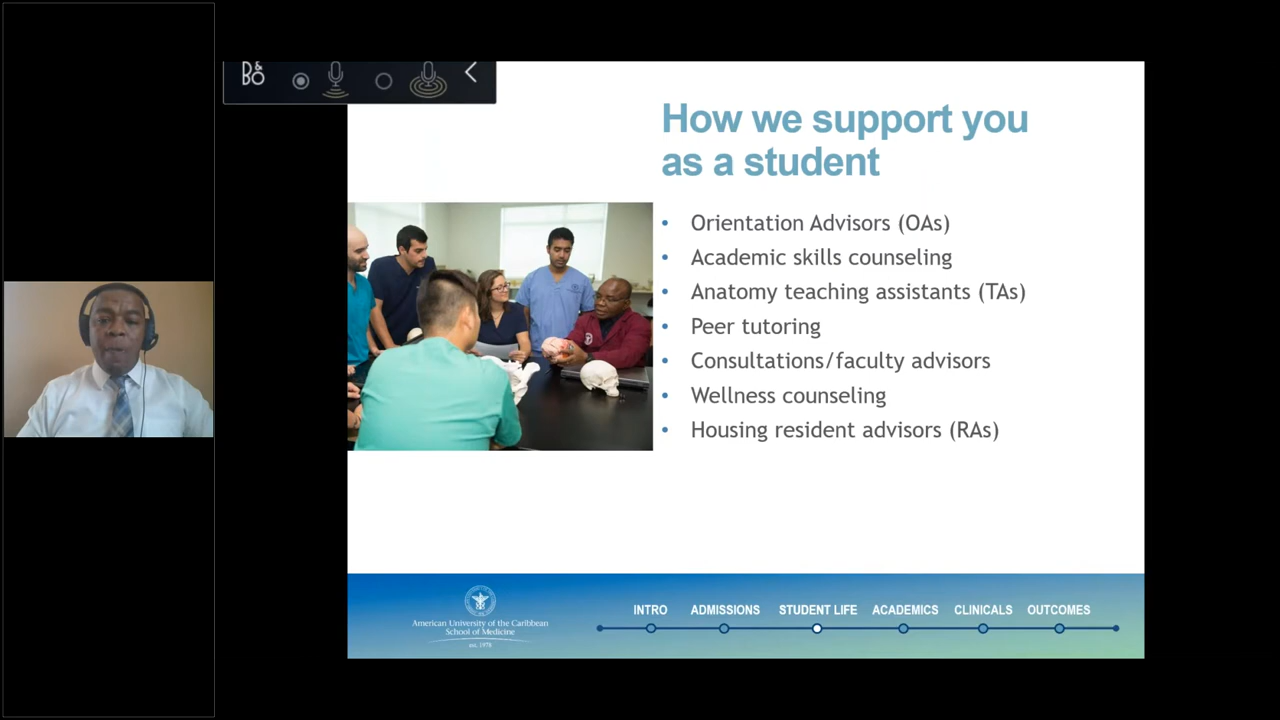 B&O
How we support you
as a student
• Orientation Advisors (OAs)
• Academic skills counseling
• Anatomy teaching assistants (TAs)
• Peer tutoring
• Consultations/faculty advisors
• Wellness counseling
• Housing resident advisors (RAs)
American University of the Caribbean
School of Medicine
est. 1978
INTRO ADMISSIONS STUDENT LIFE ACADEMICS CLINICALS OUTCOMES